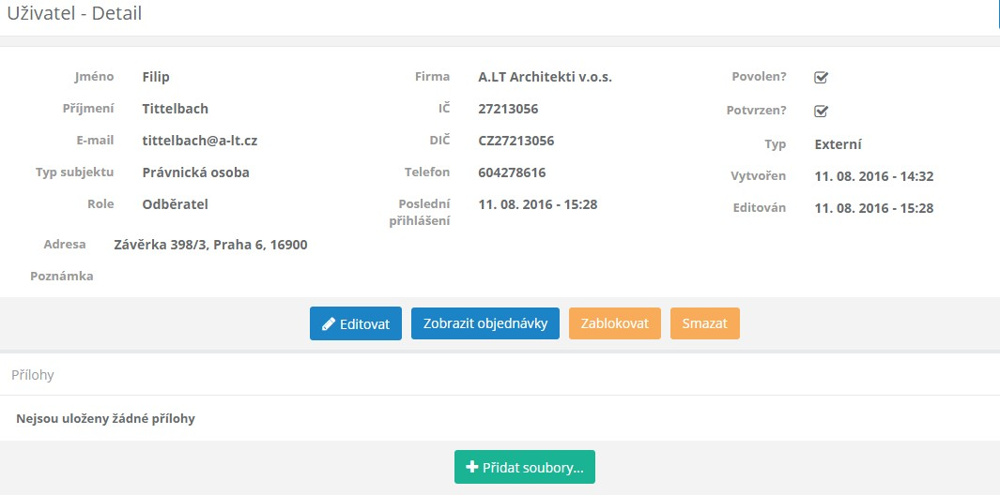 Uživatel - Detail
Jméno Filip Firma A.LT Architekti v.o.s. Povolen?
Příjmení Tittelbach IČ 27213056 Potvrzen?
E-mail tittelbach@a-lt.cz DIČ CZ27213056 Typ Externí
Typ subjektu Právnická osoba Telefon 604278616 Vytvořen 11. 08. 2016 - 14:32
Role Odběratel Poslední přihlášení 11. 08. 2016 - 15:28 Editován 11. 08. 2016 - 15:28
Adresa Závěrka 398/3, Praha 6, 16900
Poznámka
Editovat Zobrazit objednávky Zablokovat Smazat
Přílohy
Nejsou uloženy žádné přílohy
Přidat soubory...